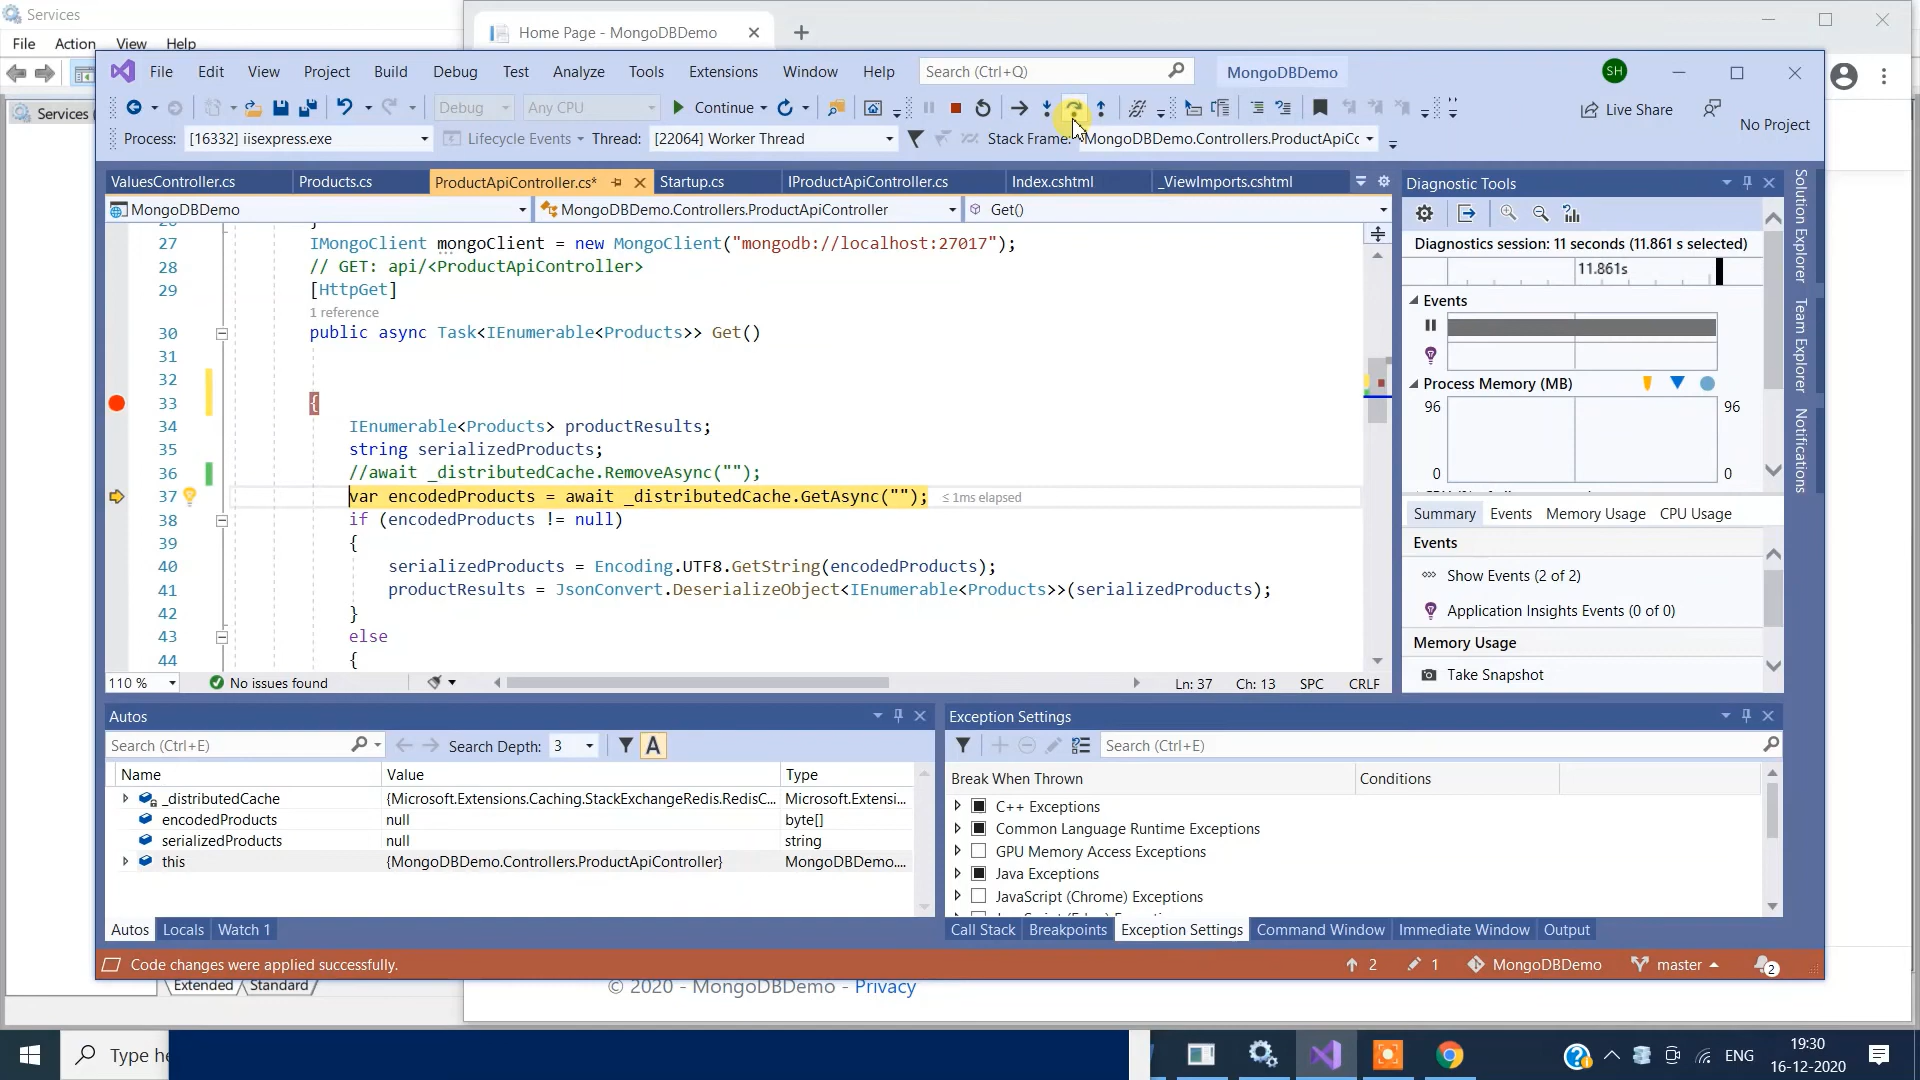 Services
File Action View Help
Home Page - MongoDBDemo
File Edit View Project Build Debug Test Analyze Tools Extensions Window Help Search (Ctrl+Q) MongoDBDemo SH
Debug Any CPU Continue Live Share
No Project
Process: [16332] iisexpress.exe Lifecycle Events Thread: [22064] Worker Thread Stack Frame: MongoDBDemo.Controllers.ProductApiCc
Services
ValuesController.cs Products.cs ProductApiController.cs* Startup.cs IProductApiController.cs Index.cshtml _ViewImports.cshtml
MongoDBDemo MongoDBDemo.Controllers.ProductApiController Get()
27 IMongoClient mongoClient = new MongoClient("mongodb://localhost:27017");
28 // GET: api/<ProductApiController>
29 [HttpGet]
1 reference
30 public async Task<IEnumerable<Products>> Get()
31
32
33 {
34 IEnumerable<Products> productResults;
35 string serializedProducts;
36 //await _distributedCache.RemoveAsync("");
37 var encodedProducts = await _distributedCache.GetAsync(""); ≤ 1ms elapsed
38 if (encodedProducts != null)
39 {
40 serializedProducts = Encoding.UTF8.GetString(encodedProducts);
41 productResults = JsonConvert.DeserializeObject<IEnumerable<Products>>(serializedProducts);
42 }
43 else
44 {
110 % No issues found Ln: 37 Ch: 13 SPC CRLF
Diagnostic Tools
Diagnostics session: 11 seconds (11.861 s selected)
11.861s
Events
Process Memory (MB)
96 96
0 0
Summary Events Memory Usage CPU Usage
Events
Show Events (2 of 2)
Application Insights Events (0 of 0)
Memory Usage
Take Snapshot
Solution Explorer
Team Explorer
Notifications
Autos
Search (Ctrl+E) Search Depth: 3
Name Value Type
_distributedCache {Microsoft.Extensions.Caching.StackExchangeRedis.RedisC... Microsoft.Extensi...
encodedProducts null byte[]
serializedProducts null string
this {MongoDBDemo.Controllers.ProductApiController} MongoDBDemo....
Autos Locals Watch 1
Exception Settings
Search (Ctrl+E)
Break When Thrown Conditions
C++ Exceptions
Common Language Runtime Exceptions
GPU Memory Access Exceptions
Java Exceptions
JavaScript (Chrome) Exceptions
Call Stack Breakpoints Exception Settings Command Window Immediate Window Output
Code changes were applied successfully. 2 1 MongoDBDemo master 2
Extended Standard
© 2020 - MongoDBDemo - Privacy
Type he
ENG
19:30
16-12-2020